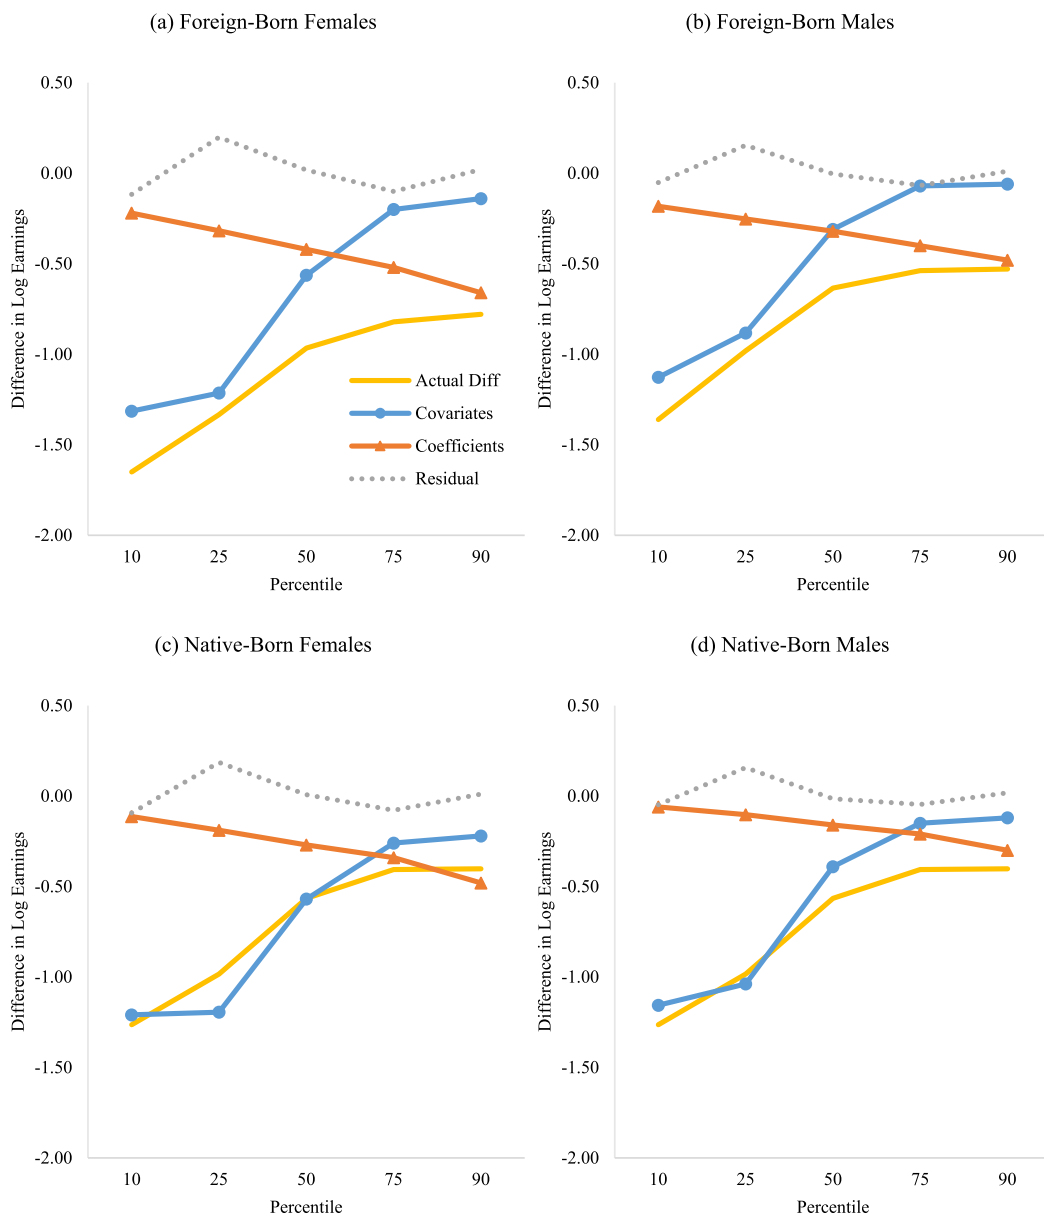 (a) Foreign-Born Females
0.50
0.00
-0.50
-1.00
-1.50
-2.00
Difference in Log Earnings
10 25 50 75 90
Percentile
Actual Diff
Covariates
Coefficients
Residual
(b) Foreign-Born Males
0.50
0.00
-0.50
-1.00
-1.50
-2.00
Difference in Log Earnings
10 25 50 75 90
Percentile
(c) Native-Born Females
0.50
0.00
-0.50
-1.00
-1.50
-2.00
Difference in Log Earnings
10 25 50 75 90
Percentile
(d) Native-Born Males
0.50
0.00
-0.50
-1.00
-1.50
-2.00
Difference in Log Earnings
10 25 50 75 90
Percentile